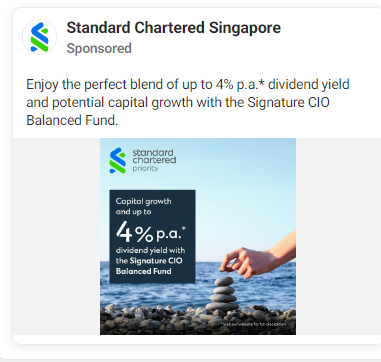 Standard Chartered Singapore
Sponsored
Enjoy the perfect blend of up to 4% p.a.* dividend yield
and potential capital growth with the Signature CIO
Balanced Fund.
standard
chartered
priority
Capital growth
and up to
4% p.a.*
dividend yield with
the Signature CIO
Balanced Fund
*Visit our website for full disclaimers